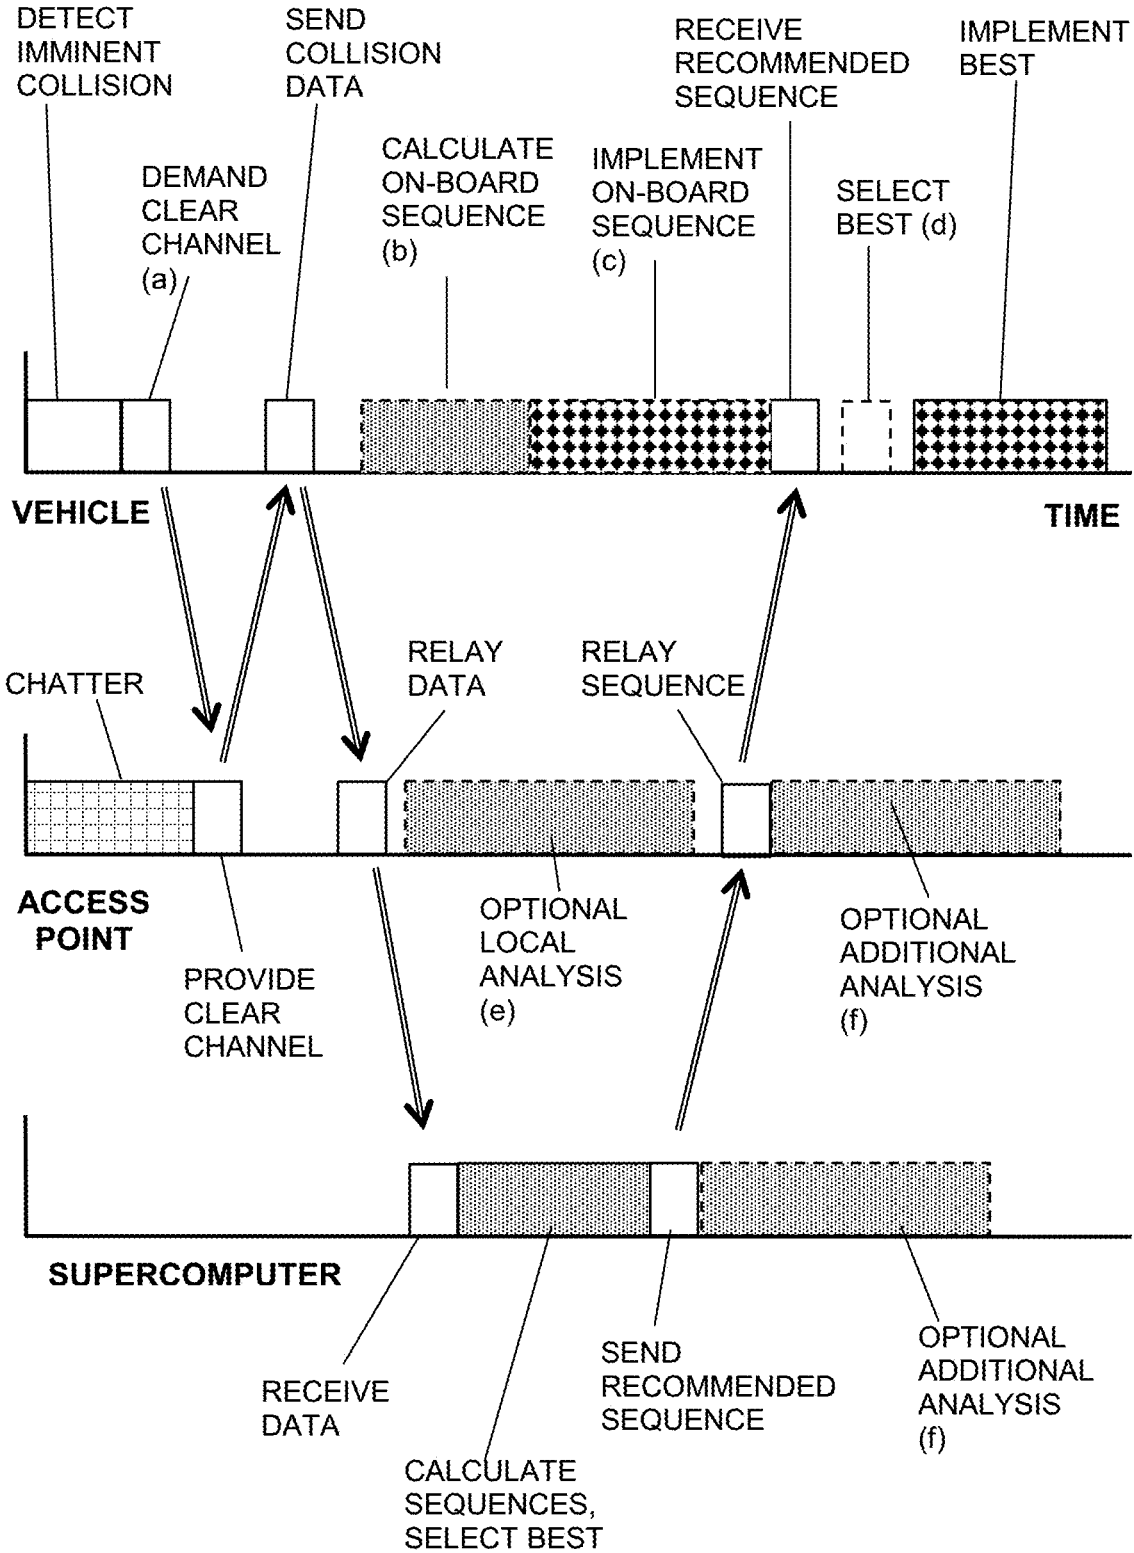 DETECT
IMMINENT
COLLISION
SEND
COLLISION
DATA
RECEIVE
RECOMMENDED
SEQUENCE
IMPLEMENT
BEST
DEMAND
CLEAR
CHANNEL
(a)
CALCULATE
ON-BOARD
SEQUENCE
(b)
IMPLEMENT
ON-BOARD
SEQUENCE
(c)
SELECT
BEST (d)
VEHICLE
TIME
CHATTER
RELAY
DATA
RELAY
SEQUENCE
ACCESS
POINT
PROVIDE
CLEAR
CHANNEL
OPTIONAL
LOCAL
ANALYSIS
(e)
OPTIONAL
ADDITIONAL
ANALYSIS
(f)
SUPERCOMPUTER
RECEIVE
DATA
CALCULATE
SEQUENCES,
SELECT BEST
SEND
RECOMMENDED
SEQUENCE
OPTIONAL
ADDITIONAL
ANALYSIS
(f)